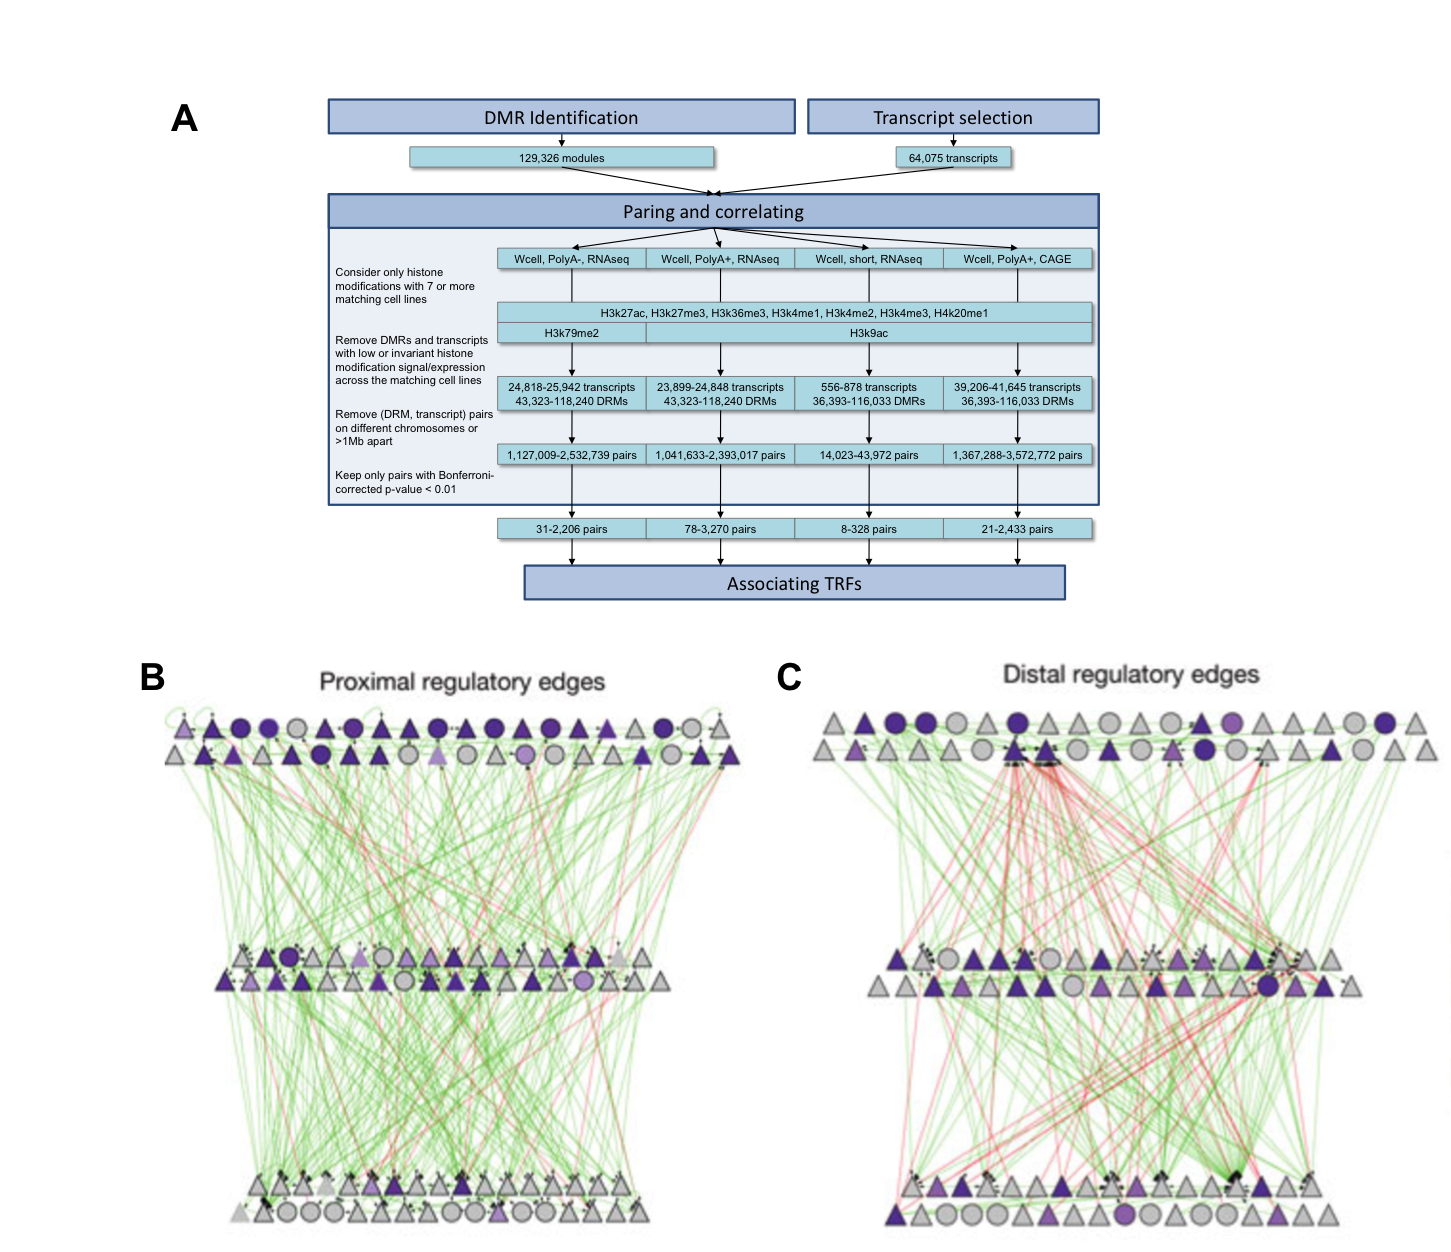 A
DMR Identification
Transcript selection
129,326 modules
64,075 transcripts
Paring and correlating
Wcell, PolyA-, RNAseq
Wcell, PolyA+, RNAseq
Wcell, short, RNAseq
Wcell, PolyA+, CAGE
Consider only histone
modifications with 7 or more
matching cell lines
H3k27ac, H3k27me3, H3k36me3, H3k4me1, H3k4me2, H3k4me3, H4k20me1
H3k79me2
H3k9ac
Remove DMRs and transcripts
with low or invariant histone
modification signal/expression
across the matching cell lines
24,818-25,942 transcripts
43,323-118,240 DRMs
23,899-24,848 transcripts
43,323-118,240 DRMs
556-878 transcripts
36,393-116,033 DMRs
39,206-41,645 transcripts
36,393-116,033 DRMs
Remove (DRM, transcript) pairs
on different chromosomes or
>1Mb apart
1,127,009-2,532,739 pairs
1,041,633-2,393,017 pairs
14,023-43,972 pairs
1,367,288-3,572,772 pairs
Keep only pairs with Bonferroni-
corrected p-value < 0.01
31-2,206 pairs
78-3,270 pairs
8-328 pairs
21-2,433 pairs
Associating TRFs
B
Proximal regulatory edges
C
Distal regulatory edges